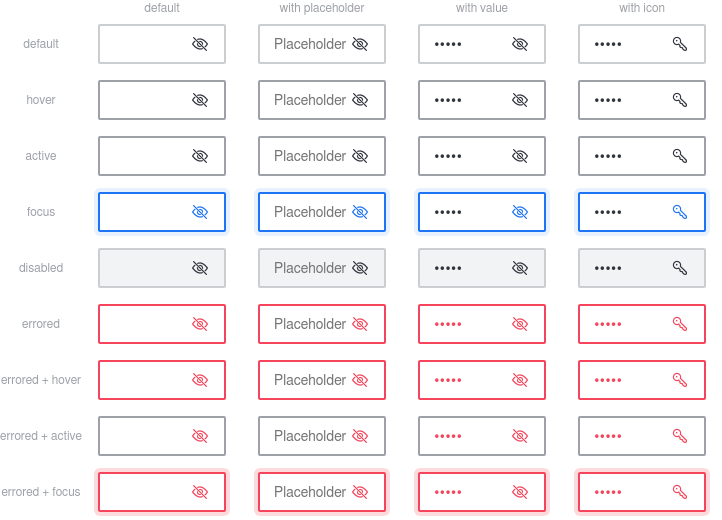 default with placeholder with value with icon
default Placeholder ••••• •••••
hover Placeholder ••••• •••••
active Placeholder ••••• •••••
focus Placeholder ••••• •••••
disabled Placeholder ••••• •••••
errored Placeholder ••••• •••••
errored + hover Placeholder ••••• •••••
errored + active Placeholder ••••• •••••
errored + focus Placeholder ••••• •••••